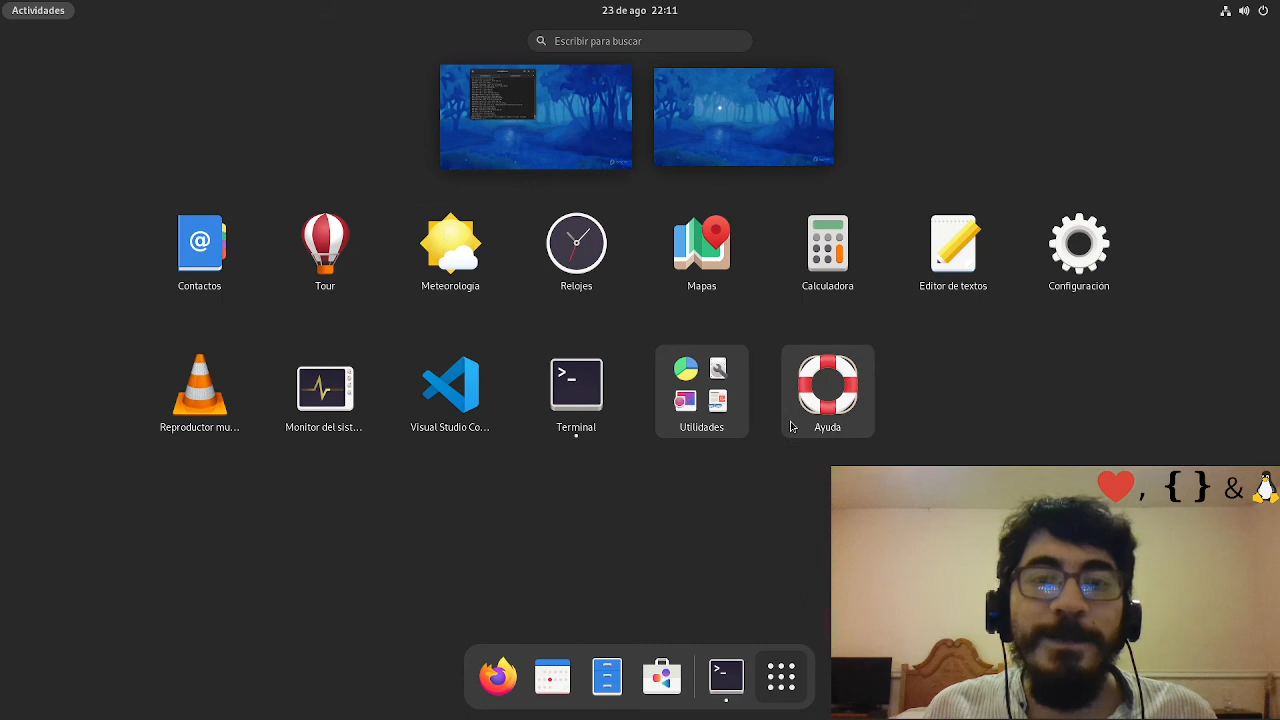 Actividades
23 de ago 22:11
Escribir para buscar
Contactos
Tour
Meteorología
Relojes
Mapas
Calculadora
Editor de textos
Configuración
Reproductor mu...
Monitor del sist...
Visual Studio Co...
Terminal
Utilidades
Ayuda
, { } &